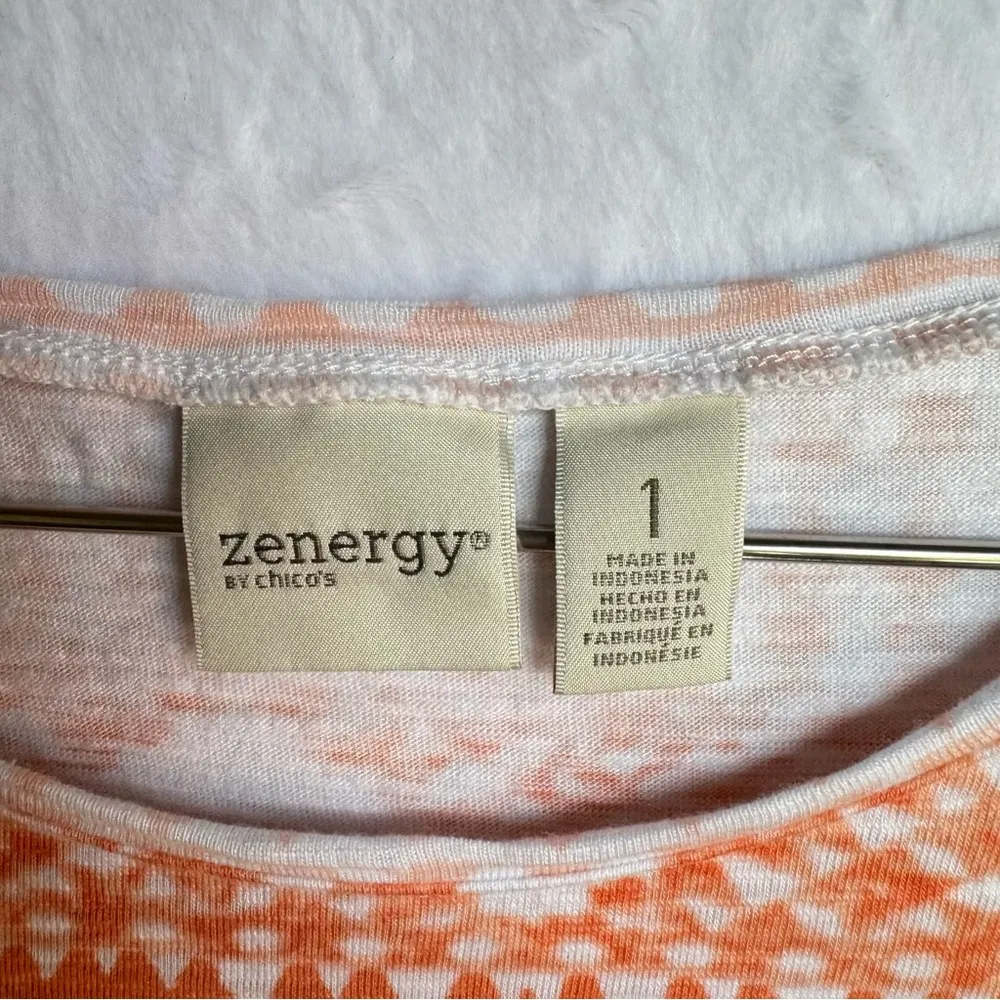 zenergy®
BY chico's
1
MADE IN
INDONESIA
HECHO EN
INDONESIA
FABRIQUÉ EN
INDONÉSIE